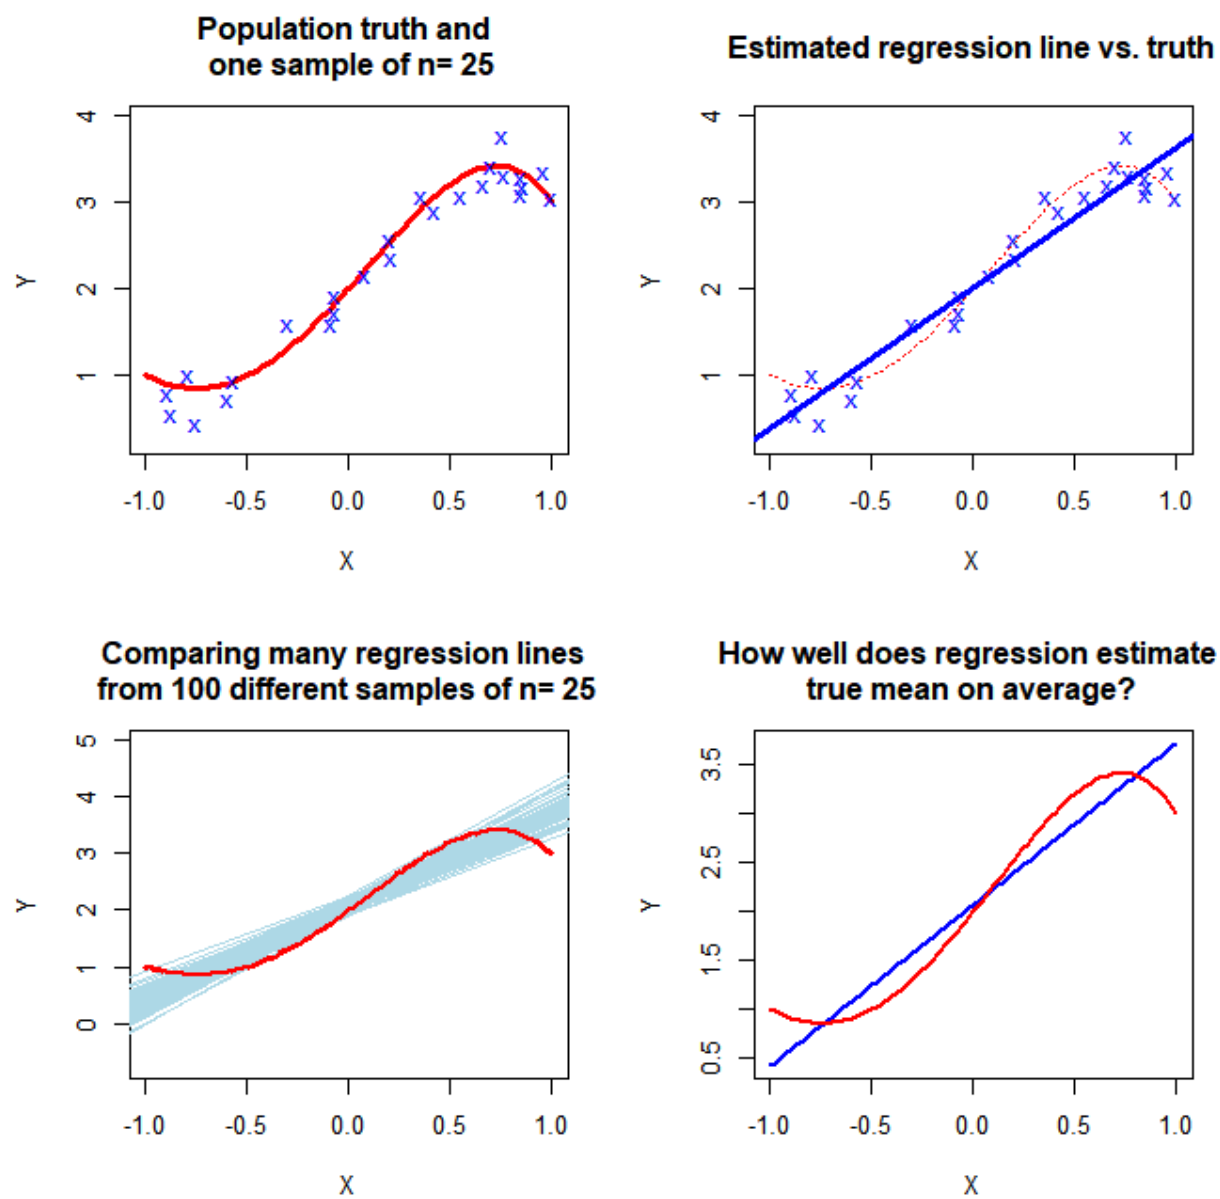 Population truth and
one sample of n= 25
4
3
2
1
Y
-1.0 -0.5 0.0 0.5 1.0
X
Estimated regression line vs. truth
4
3
2
1
Y
-1.0 -0.5 0.0 0.5 1.0
X
Comparing many regression lines
from 100 different samples of n= 25
5
4
3
2
1
0
Y
-1.0 -0.5 0.0 0.5 1.0
X
How well does regression estimate
true mean on average?
3.5
2.5
1.5
0.5
Y
-1.0 -0.5 0.0 0.5 1.0
X